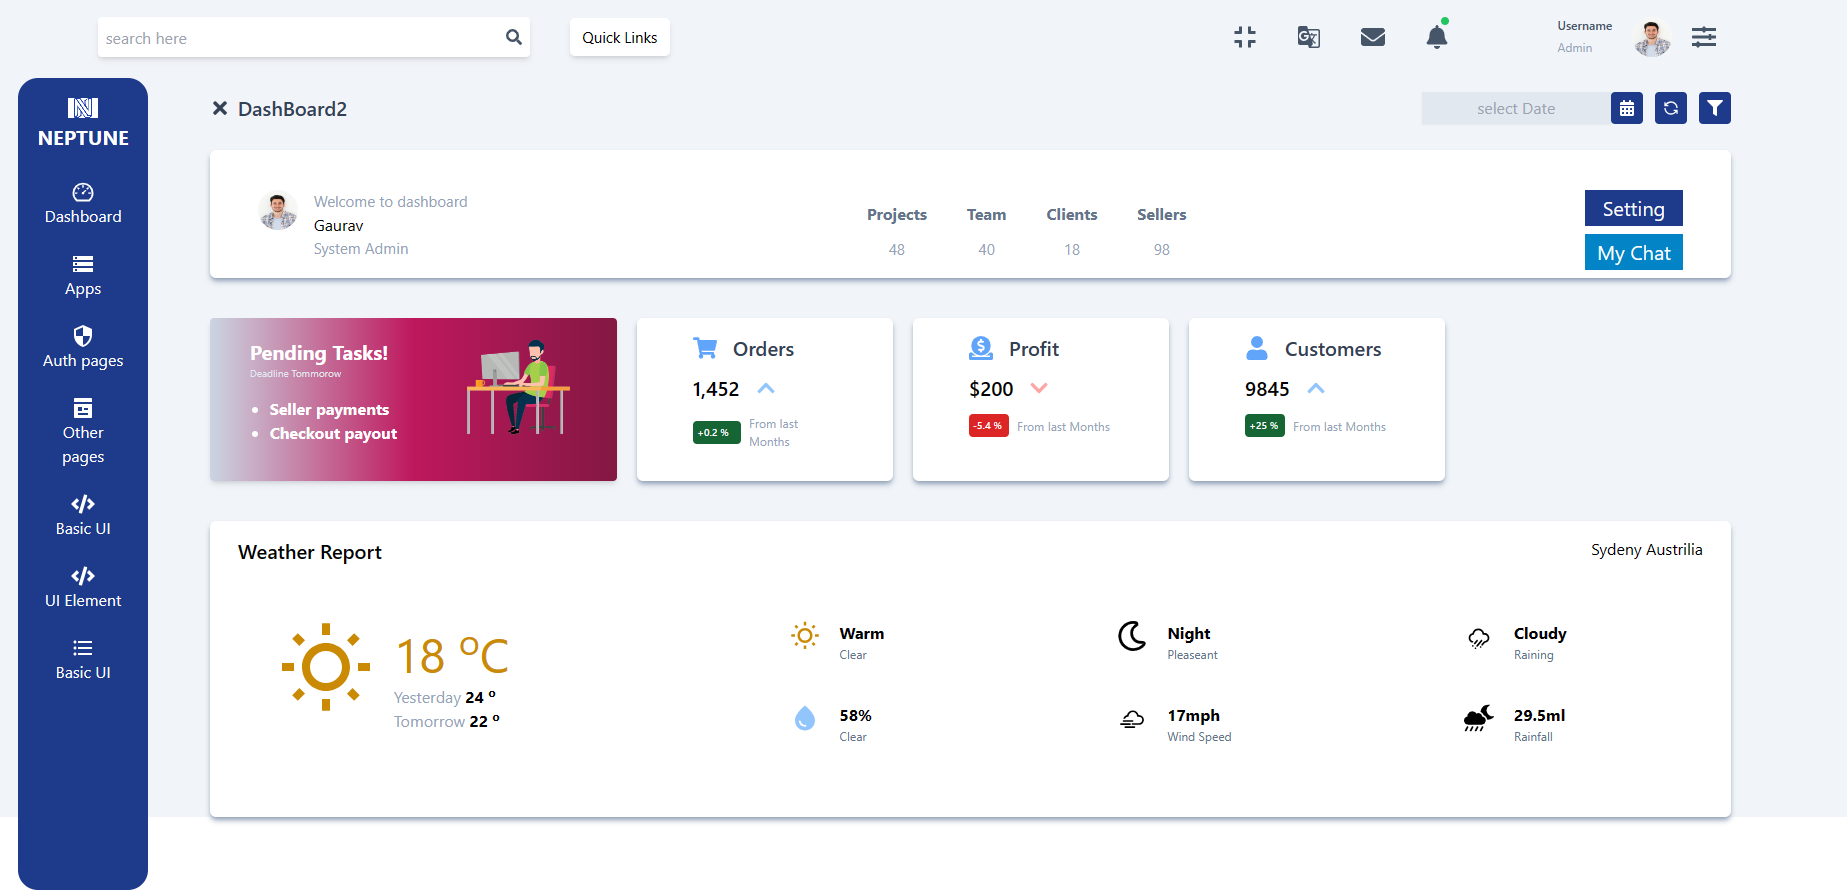 search here
Quick Links
Username
Admin
NEPTUNE
Dashboard
Apps
Auth pages
Other
pages
Basic UI
UI Element
Basic UI
DashBoard2
select Date
Welcome to dashboard
Gaurav
System Admin
Projects Team Clients Sellers
48 40 18 98
Setting
My Chat
Pending Tasks!
Deadline Tommorow
• Seller payments
• Checkout payout
Orders
1,452
+0.2 %
From last
Months
Profit
$200
-5.4 %
From last Months
Customers
9845
+25 %
From last Months
Weather Report
Sydeny Austrilia
18 °C
Yesterday 24 °
Tomorrow 22 °
Warm
Clear
Night
Pleaseant
Cloudy
Raining
58%
Clear
17mph
Wind Speed
29.5ml
Rainfall